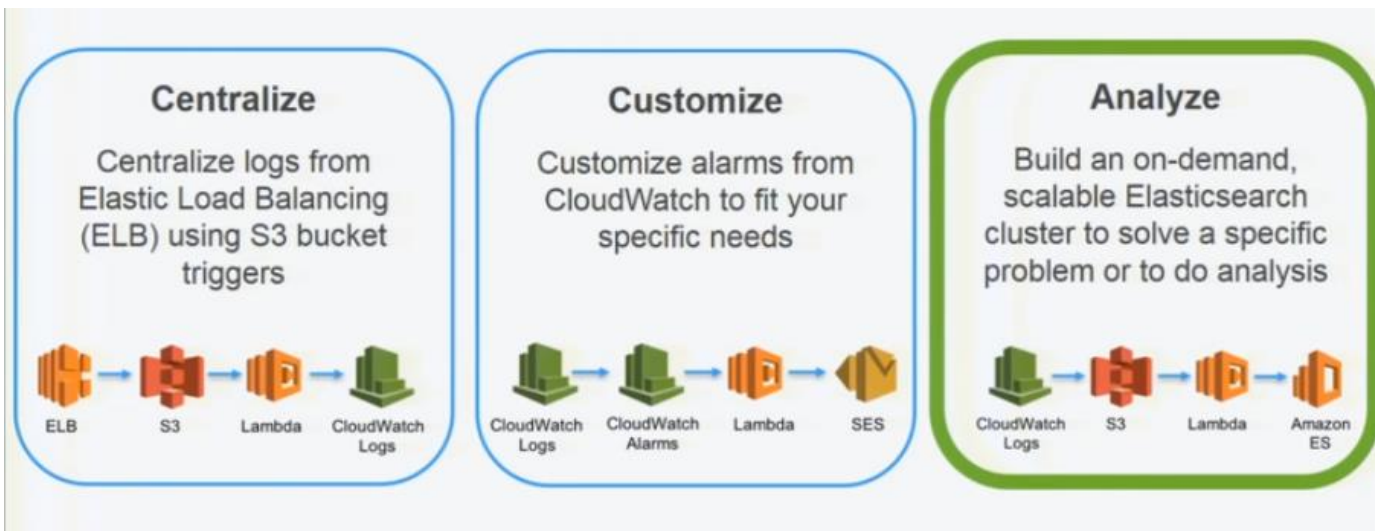 Centralize
Centralize logs from
Elastic Load Balancing
(ELB) using S3 bucket
triggers
ELB
S3
Lambda
CloudWatch
Logs
Customize
Customize alarms from
CloudWatch to fit your
specific needs
CloudWatch
Logs
CloudWatch
Alarms
Lambda
SES
Analyze
Build an on-demand,
scalable Elasticsearch
cluster to solve a specific
problem or to do analysis
CloudWatch
Logs
S3
Lambda
Amazon
ES